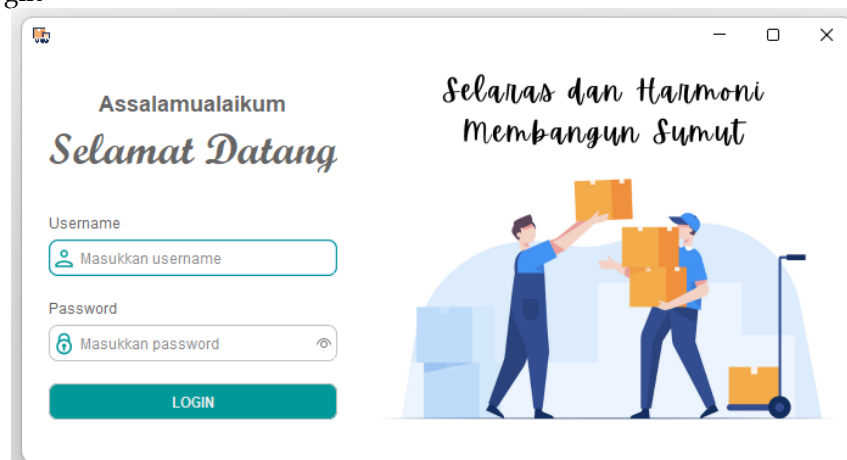 Assalamualaikum
Selamat Datang
Username
Masukkan username
Password
Masukkan password
LOGIN
Selaras dan Harmoni
Membangun Sumut